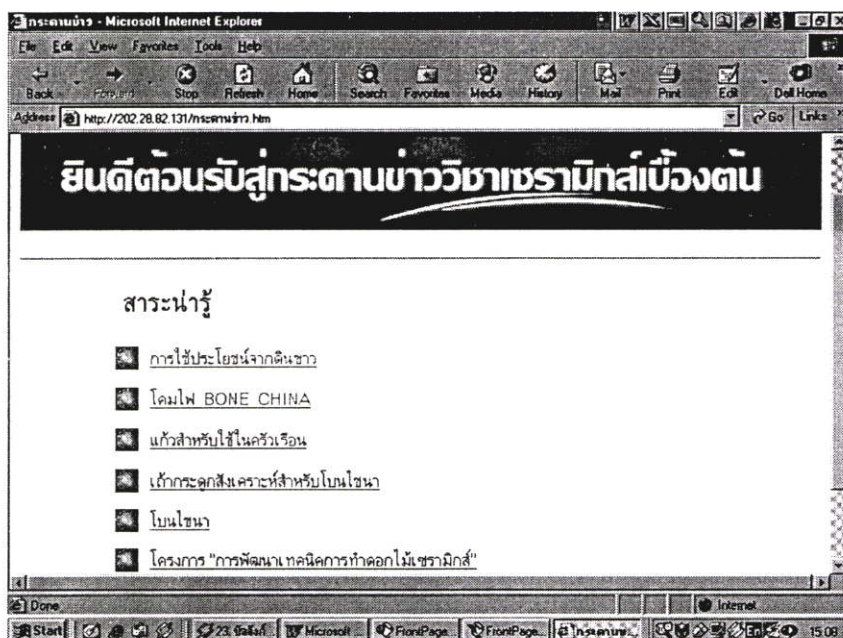 กระดานข่าว - Microsoft Internet Explorer
File Edit View Favorites Tools Help
Back Forward Stop Refresh Home Search Favorites Media History Mail Print Edit Dell Home
Address http://202.28.82.131/กระดานข่าว.htm Go Links
ยินดีต้อนรับสู่กระดานข่าววิชาเซรามิกส์เบื้องต้น
สาระน่ารู้
การใช้ประโยชน์จากดินขาว
โคมไฟ BONE CHINA
แก้วสำหรับใช้ในครัวเรือน
เถ้ากระดูกสังเคราะห์สำหรับโบนไชนา
โบนไชนา
โครงการ "การพัฒนาเทคนิคการทำดอกไม้เซรามิกส์"
Done Internet
Start Microsoft ... FrontPage... FrontPage... 15:08